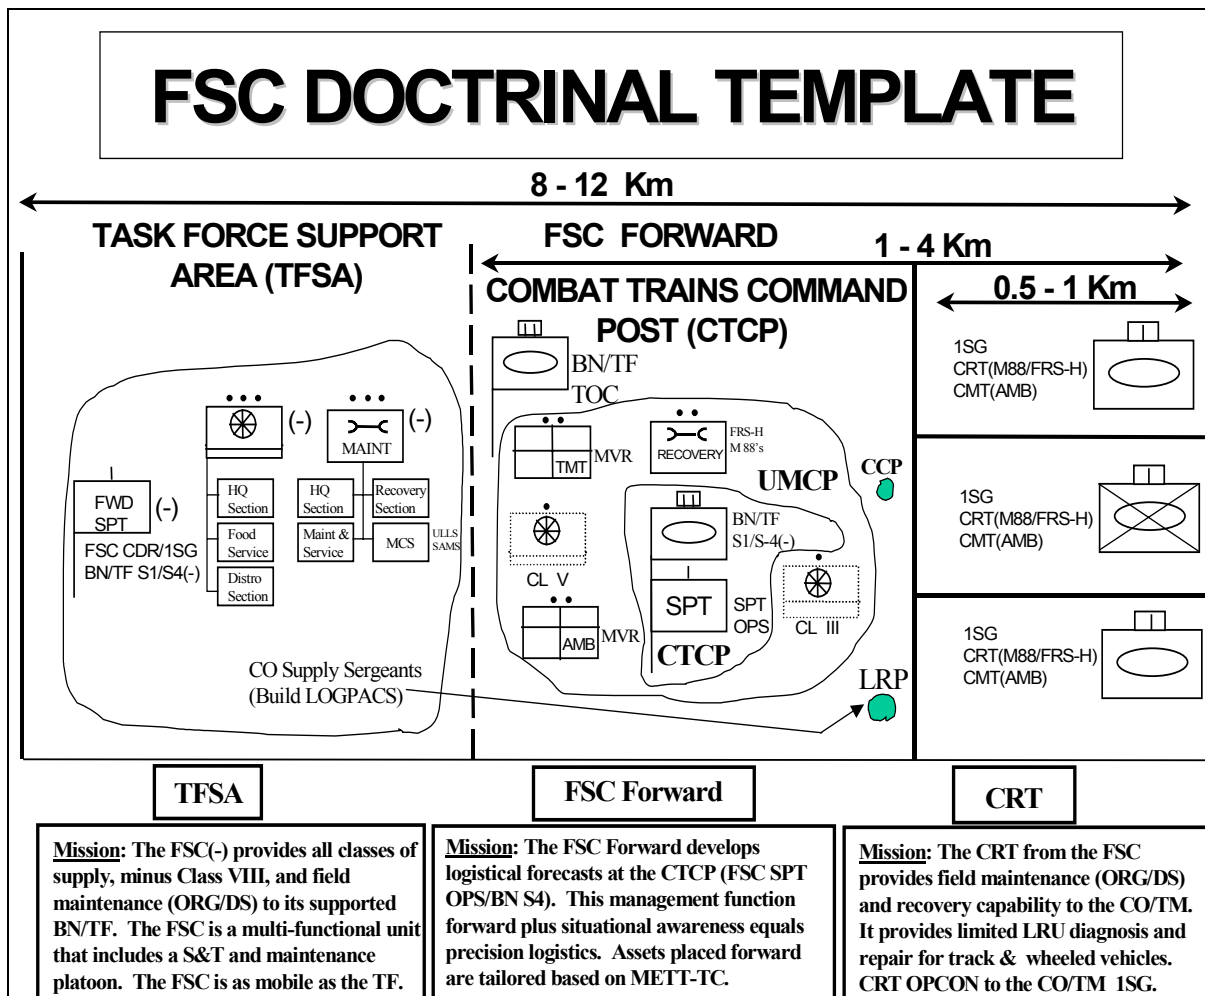 FSC DOCTRINAL TEMPLATE
8 - 12 Km
TASK FORCE SUPPORT
AREA (TFSA)
FSC FORWARD
1 - 4 Km
COMBAT TRAINS COMMAND
POST (CTCP)
0.5 - 1 Km
(-)
MAINT
(-)
FWD
SPT
(-)
FSC CDR/1SG
BN/TF S1/S4(-)
HQ
Section
Food
Service
Distro
Section
HQ
Section
Recovery
Section
Maint &
Service
MCS
ULLS
SAMS
CO Supply Sergeants
(Build LOGPACS)
BN/TF
TOC
TMT
MVR
RECOVERY
FRS-H
M 88's
UMCP
CCP
CL V
BN/TF
S1/S-4(-)
SPT
SPT
OPS
CL III
AMB
MVR
CTCP
LRP
1SG
CRT(M88/FRS-H)
CMT(AMB)
1SG
CRT(M88/FRS-H)
CMT(AMB)
1SG
CRT(M88/FRS-H)
CMT(AMB)
TFSA
Mission: The FSC(-) provides all classes of
supply, minus Class VIII, and field
maintenance (ORG/DS) to its supported
BN/TF. The FSC is a multi-functional unit
that includes a S&T and maintenance
platoon. The FSC is as mobile as the TF.
FSC Forward
Mission: The FSC Forward develops
logistical forecasts at the CTCP (FSC SPT
OPS/BN S4). This management function
forward plus situational awareness equals
precision logistics. Assets placed forward
are tailored based on METT-TC.
CRT
Mission: The CRT from the FSC
provides field maintenance (ORG/DS)
and recovery capability to the CO/TM.
It provides limited LRU diagnosis and
repair for track & wheeled vehicles.
CRT OPCON to the CO/TM 1SG.